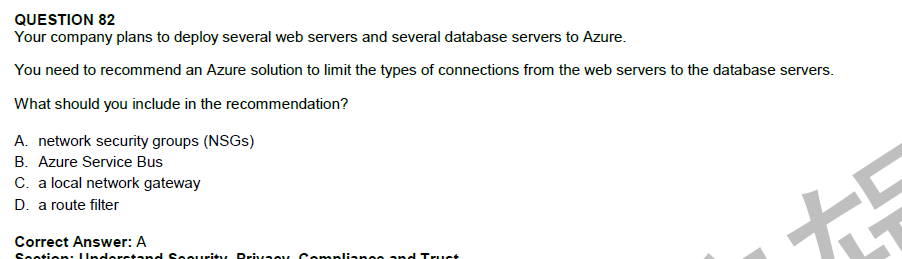 QUESTION 82
Your company plans to deploy several web servers and several database servers to Azure.
You need to recommend an Azure solution to limit the types of connections from the web servers to the database servers.
What should you include in the recommendation?
A. network security groups (NSGs)
B. Azure Service Bus
C. a local network gateway
D. a route filter
Correct Answer: A
Section: Understand Security, Privacy, Compliance and Trust